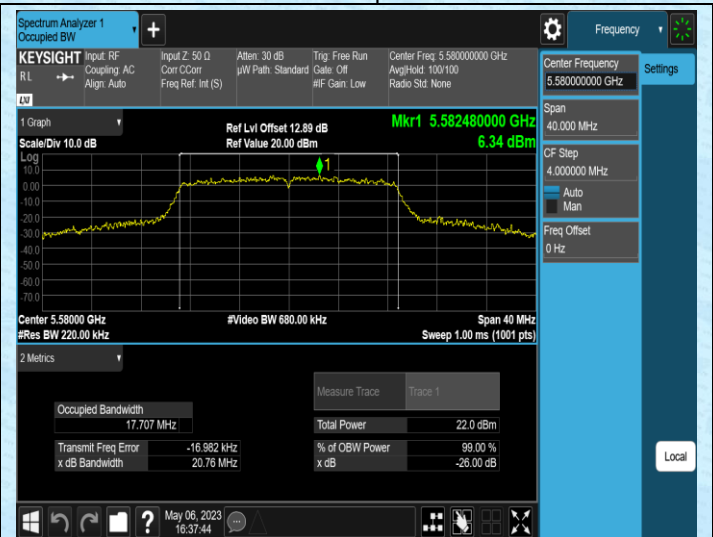 Spectrum Analyzer 1
Occupied BW
+
Frequency
KEYSIGHT
RL
LXI
Input: RF
Coupling: AC
Align: Auto
Input Z: 50 Ω
Corr CCorr
Freq Ref: Int (S)
Atten: 30 dB
µW Path: Standard
Trig: Free Run
Gate: Off
#IF Gain: Low
Center Freq: 5.580000000 GHz
Avg|Hold: 100/100
Radio Std: None
Center Frequency
5.580000000 GHz
Settings
Span
40.000 MHz
CF Step
4.000000 MHz
Auto
Man
Freq Offset
0 Hz
Local
1 Graph
Scale/Div 10.0 dB
Ref Lvl Offset 12.89 dB
Ref Value 20.00 dBm
Mkr1 5.582480000 GHz
6.34 dBm
Log
10.0
0.00
-10.0
-20.0
-30.0
-40.0
-50.0
-60.0
-70.0
1
Center 5.58000 GHz
#Res BW 220.00 kHz
#Video BW 680.00 kHz
Span 40 MHz
Sweep 1.00 ms (1001 pts)
2 Metrics
Measure Trace
Trace 1
Occupied Bandwidth
17.707 MHz
Total Power
22.0 dBm
Transmit Freq Error
-16.982 kHz
% of OBW Power
99.00 %
x dB Bandwidth
20.76 MHz
x dB
-26.00 dB
?
May 06, 2023
16:37:44